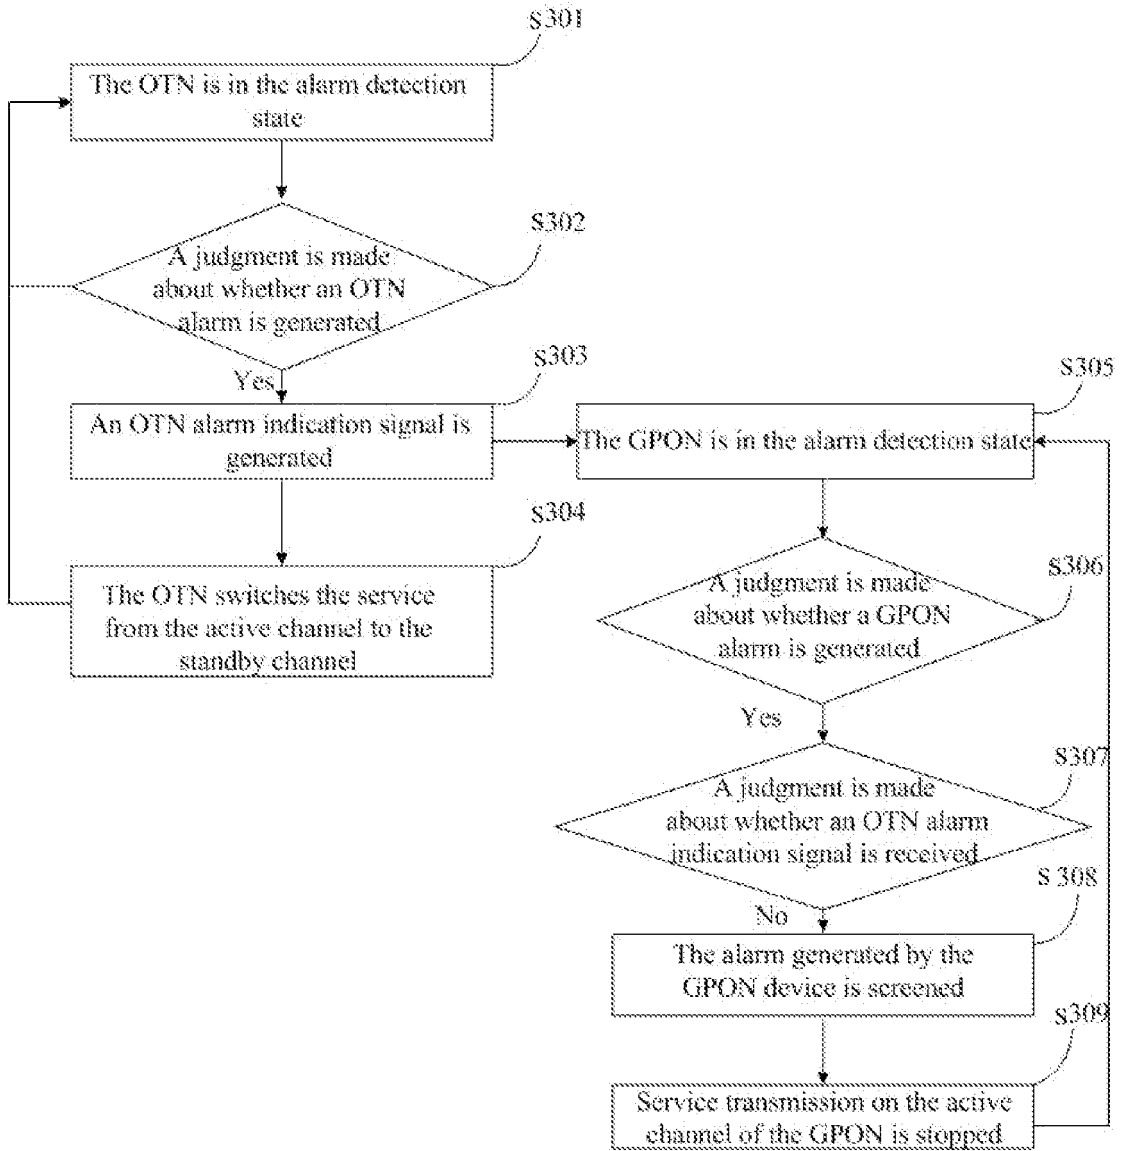 S301
The OTN is in the alarm detection
state
S302
A judgment is made
about whether an OTN
alarm is generated
Yes
S303
An OTN alarm indication signal is
generated
S304
The OTN switches the service
from the active channel to the
standby channel
S305
The GPON is in the alarm detection state
S306
A judgment is made
about whether a GPON
alarm is generated
Yes
S307
A judgment is made
about whether an OTN alarm
indication signal is received
No
S 308
The alarm generated by the
GPON device is screened
S309
Service transmission on the active
channel of the GPON is stopped